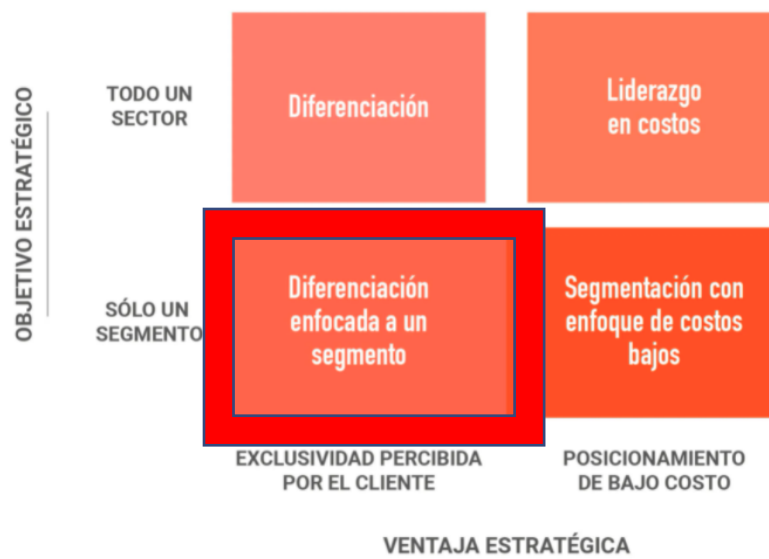 OBJETIVO ESTRATÉGICO
TODO UN
SECTOR
Diferenciación
Liderazgo
en costos
SÓLO UN
SEGMENTO
Diferenciación
enfocada a un
segmento
Segmentación con
enfoque de costos
bajos
EXCLUSIVIDAD PERCIBIDA
POR EL CLIENTE
POSICIONAMIENTO
DE BAJO COSTO
VENTAJA ESTRATÉGICA